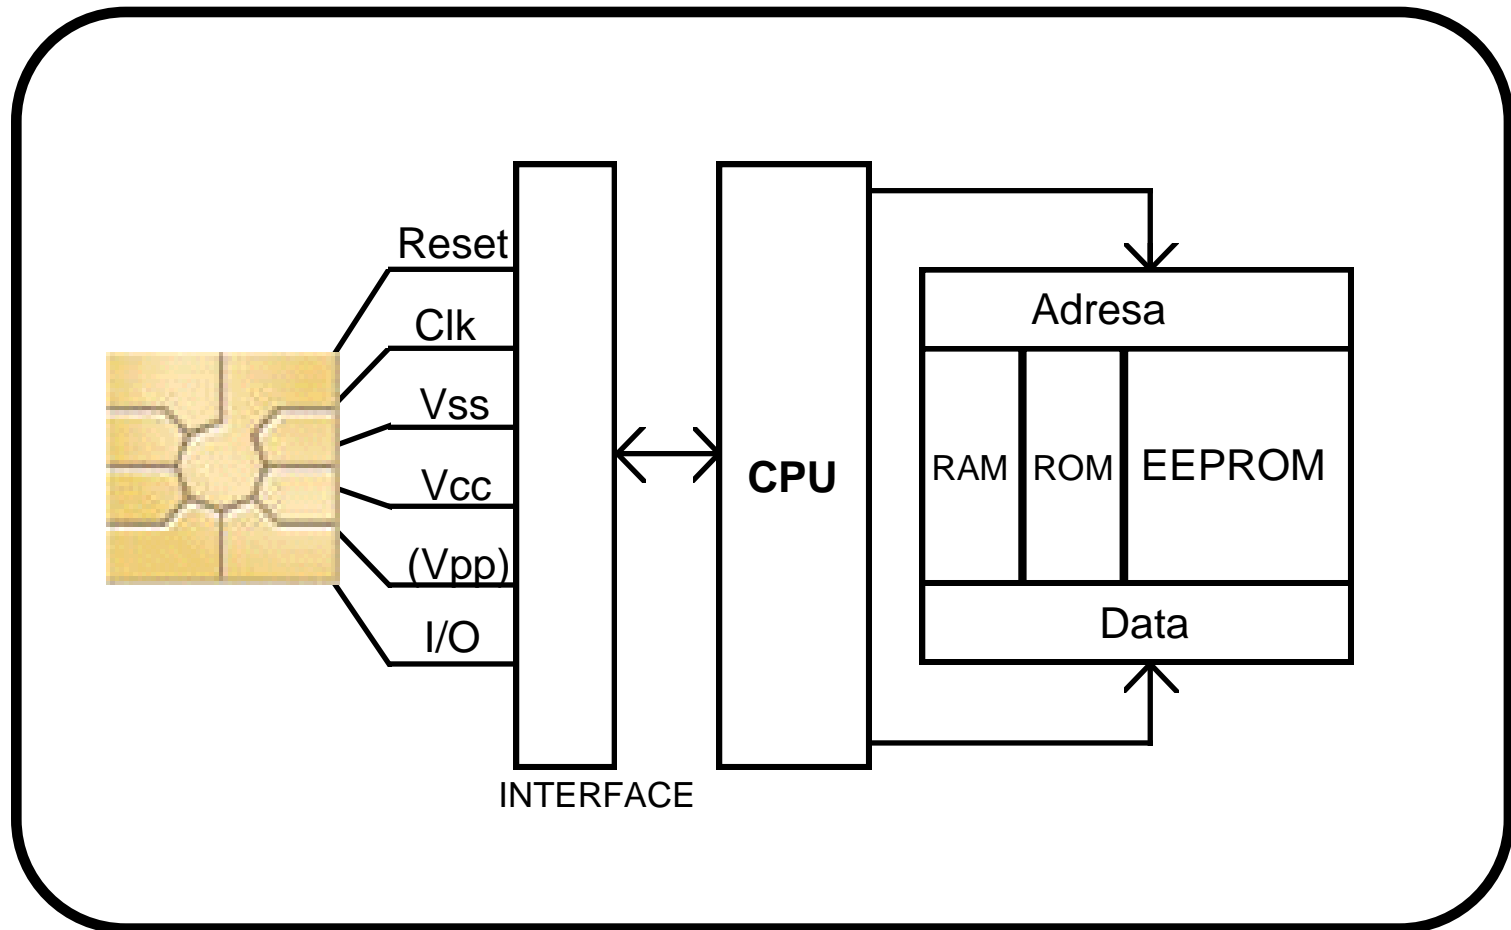 Reset
Clk
Vss
Vcc
(Vpp)
I/O
INTERFACE
CPU
Adresa
RAM
ROM
EEPROM
Data